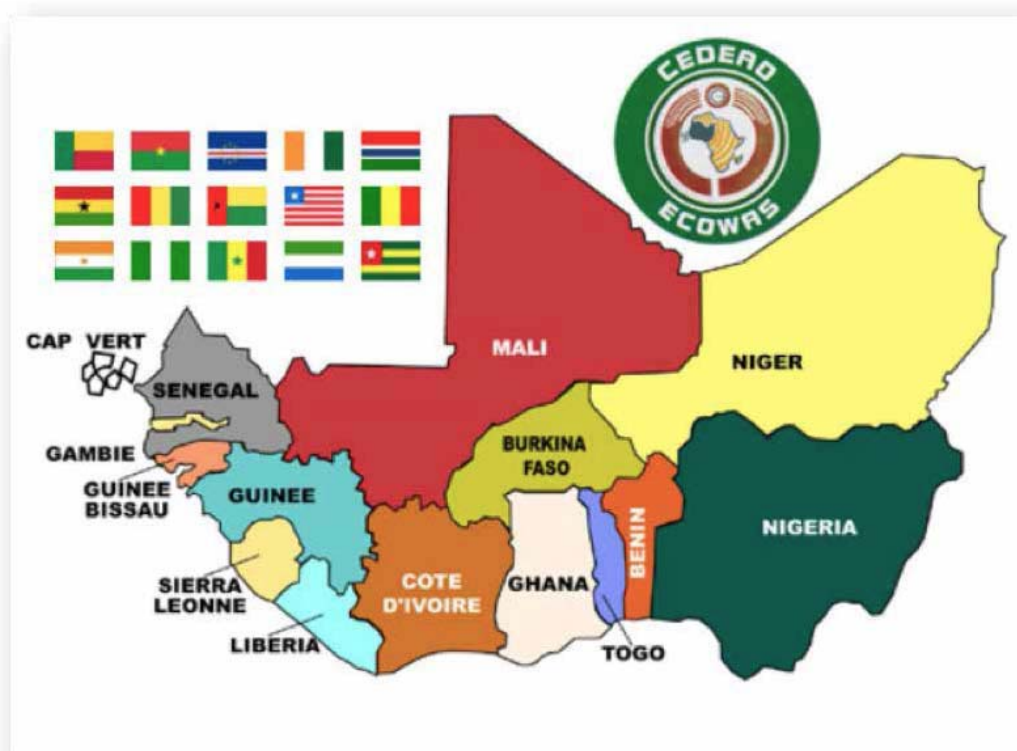 CEDEAO
ECOWAS
CAP VERT
SENEGAL
MALI
NIGER
GAMBIE
GUINEE
BISSAU
GUINEE
BURKINA
FASO
SIERRA
LEONNE
LIBERIA
COTE
D'IVOIRE
GHANA
TOGO
BENIN
NIGERIA